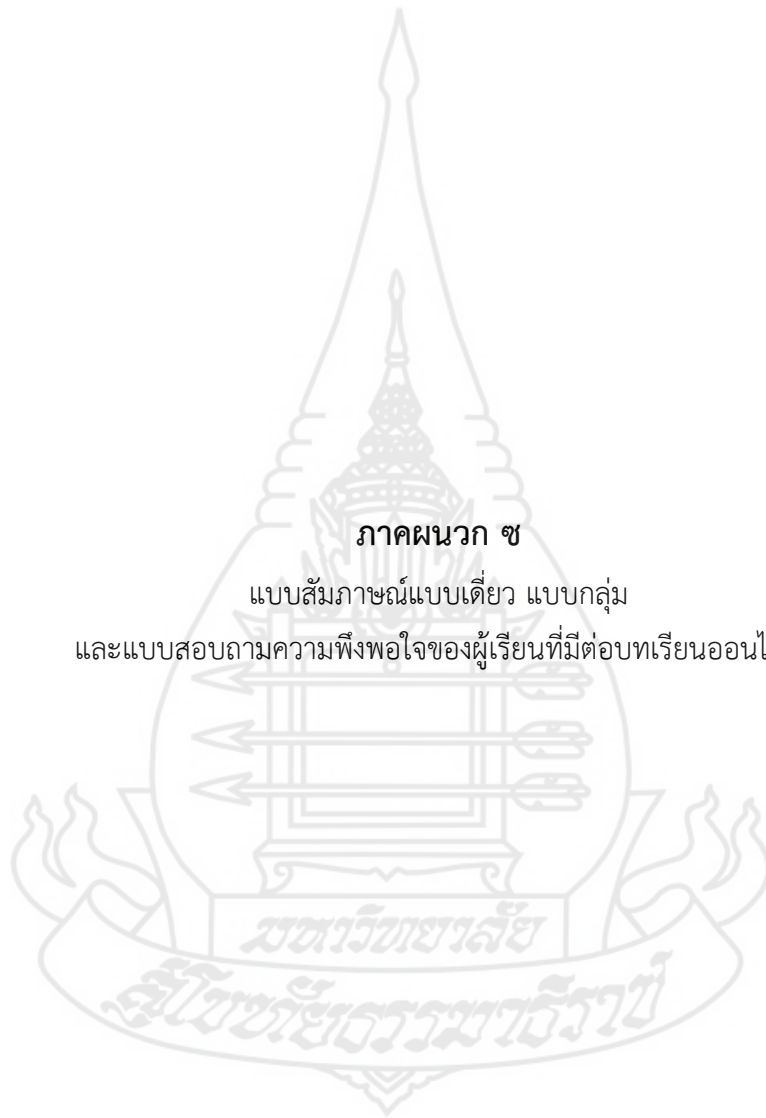 ภาคผนวก ซ
แบบสัมภาษณ์แบบเดี่ยว แบบกลุ่ม
และแบบสอบถามความพึงพอใจของผู้เรียนที่มีต่อบทเรียนออนไ
มหาวิทยาลัย
สุโขทัยธรรมาธิราช